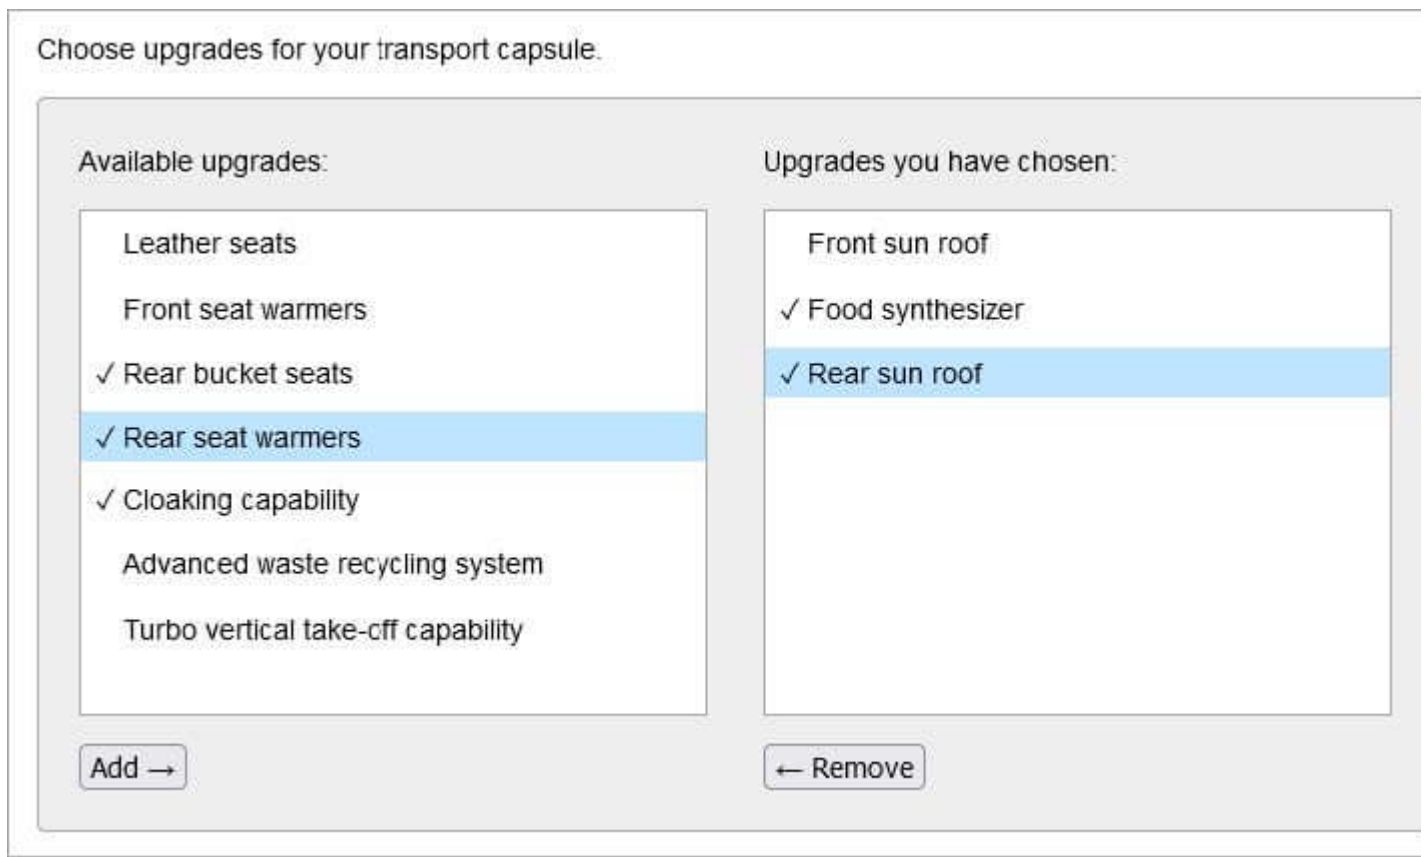 Choose upgrades for your transport capsule.
Available upgrades:
Leather seats
Front seat warmers
✓ Rear bucket seats
✓ Rear seat warmers
✓ Cloaking capability
Advanced waste recycling system
Turbo vertical take-off capability
Add →
Upgrades you have chosen:
Front sun roof
✓ Food synthesizer
✓ Rear sun roof
← Remove